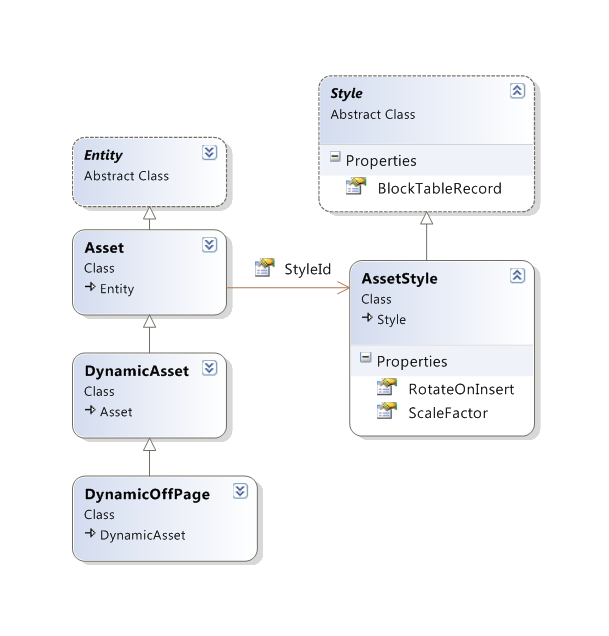 Style
Abstract Class
Properties
BlockTableRecord
Entity
Abstract Class
Asset
Class
Entity
StyleId
AssetStyle
Class
Style
Properties
RotateOnInsert
ScaleFactor
DynamicAsset
Class
Asset
DynamicOffPage
Class
DynamicAsset